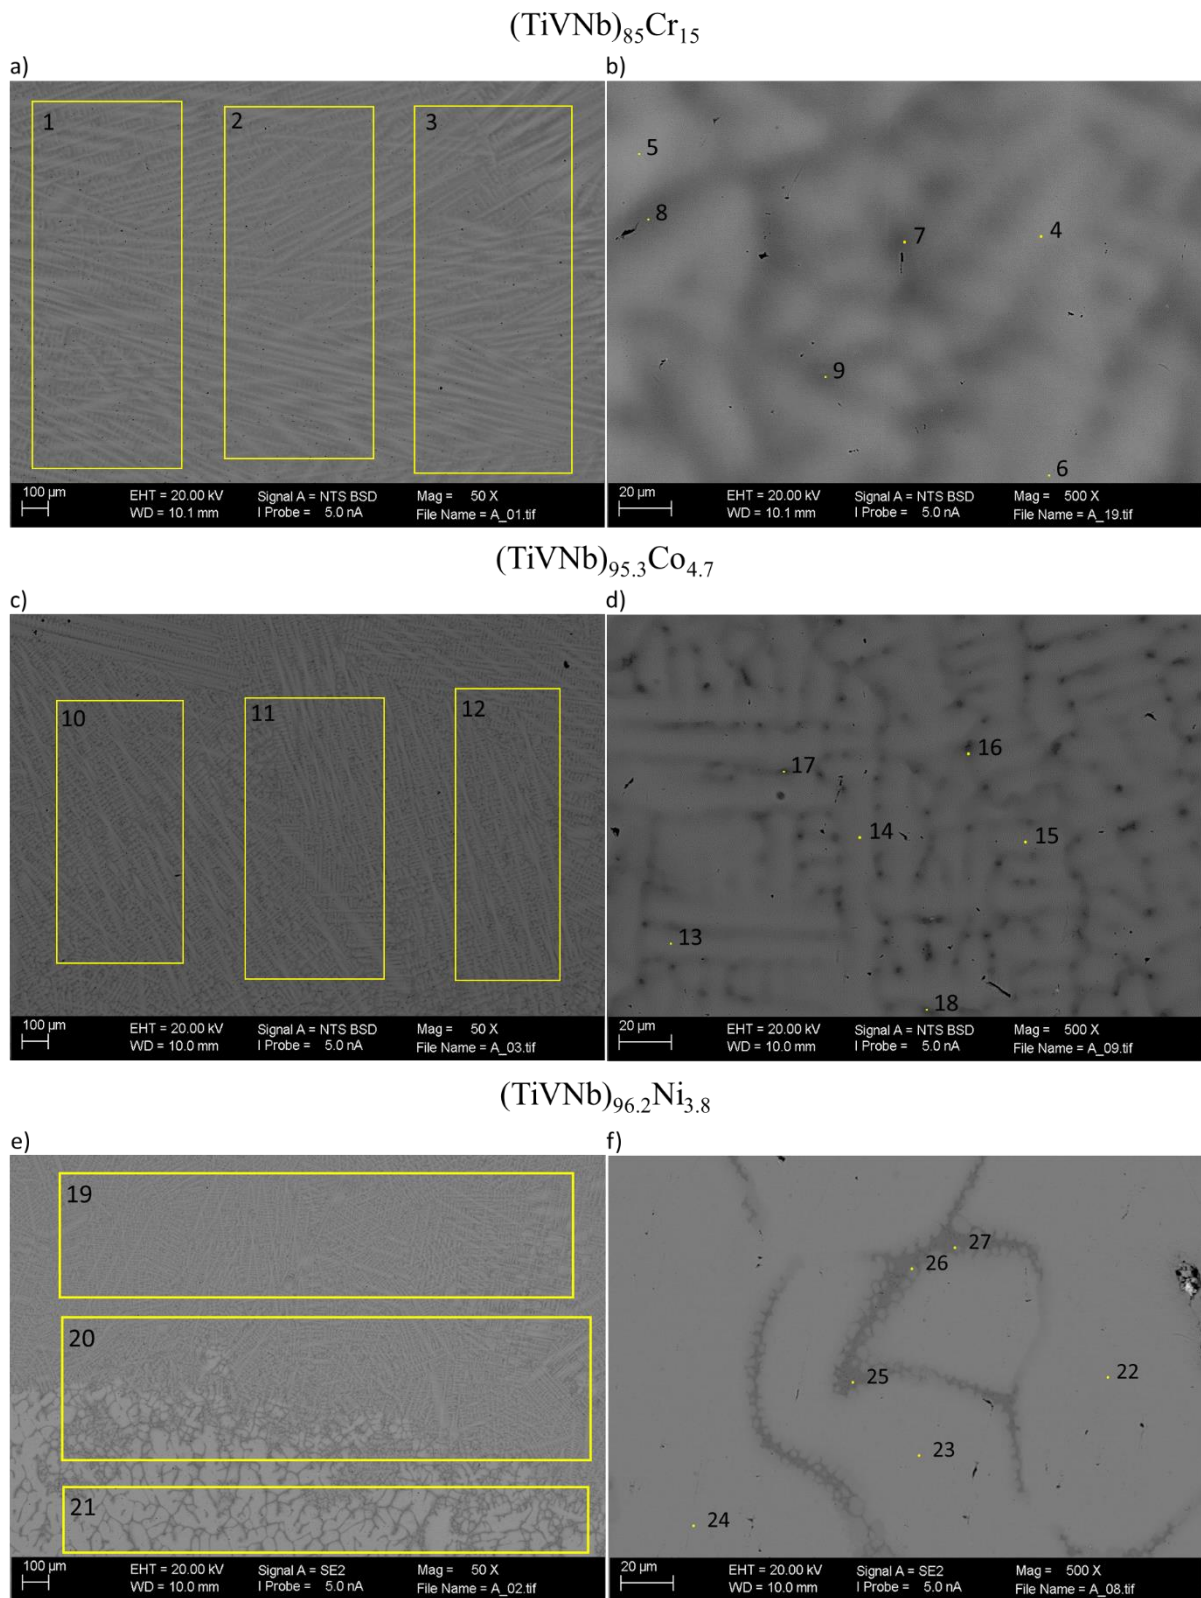 (TiVNb)₈₅Cr₁₅
a) b)
1 2 3
5
8
7 4
9
6
100 µm EHT = 20.00 kV Signal A = NTS BSD Mag = 50 X
WD = 10.1 mm I Probe = 5.0 nA File Name = A_01.tif
20 µm EHT = 20.00 kV Signal A = NTS BSD Mag = 500 X
WD = 10.1 mm I Probe = 5.0 nA File Name = A_19.tif
(TiVNb)₉₅.₃Co₄.₇
c) d)
10 11 12
16
17
14 15
13
18
100 µm EHT = 20.00 kV Signal A = NTS BSD Mag = 50 X
WD = 10.0 mm I Probe = 5.0 nA File Name = A_03.tif
20 µm EHT = 20.00 kV Signal A = NTS BSD Mag = 500 X
WD = 10.0 mm I Probe = 5.0 nA File Name = A_09.tif
(TiVNb)₉₆.₂Ni₃.₈
e) f)
19
20
21
27
26
25 22
23
24
100 µm EHT = 20.00 kV Signal A = SE2 Mag = 50 X
WD = 10.0 mm I Probe = 5.0 nA File Name = A_02.tif
20 µm EHT = 20.00 kV Signal A = SE2 Mag = 500 X
WD = 10.0 mm I Probe = 5.0 nA File Name = A_08.tif